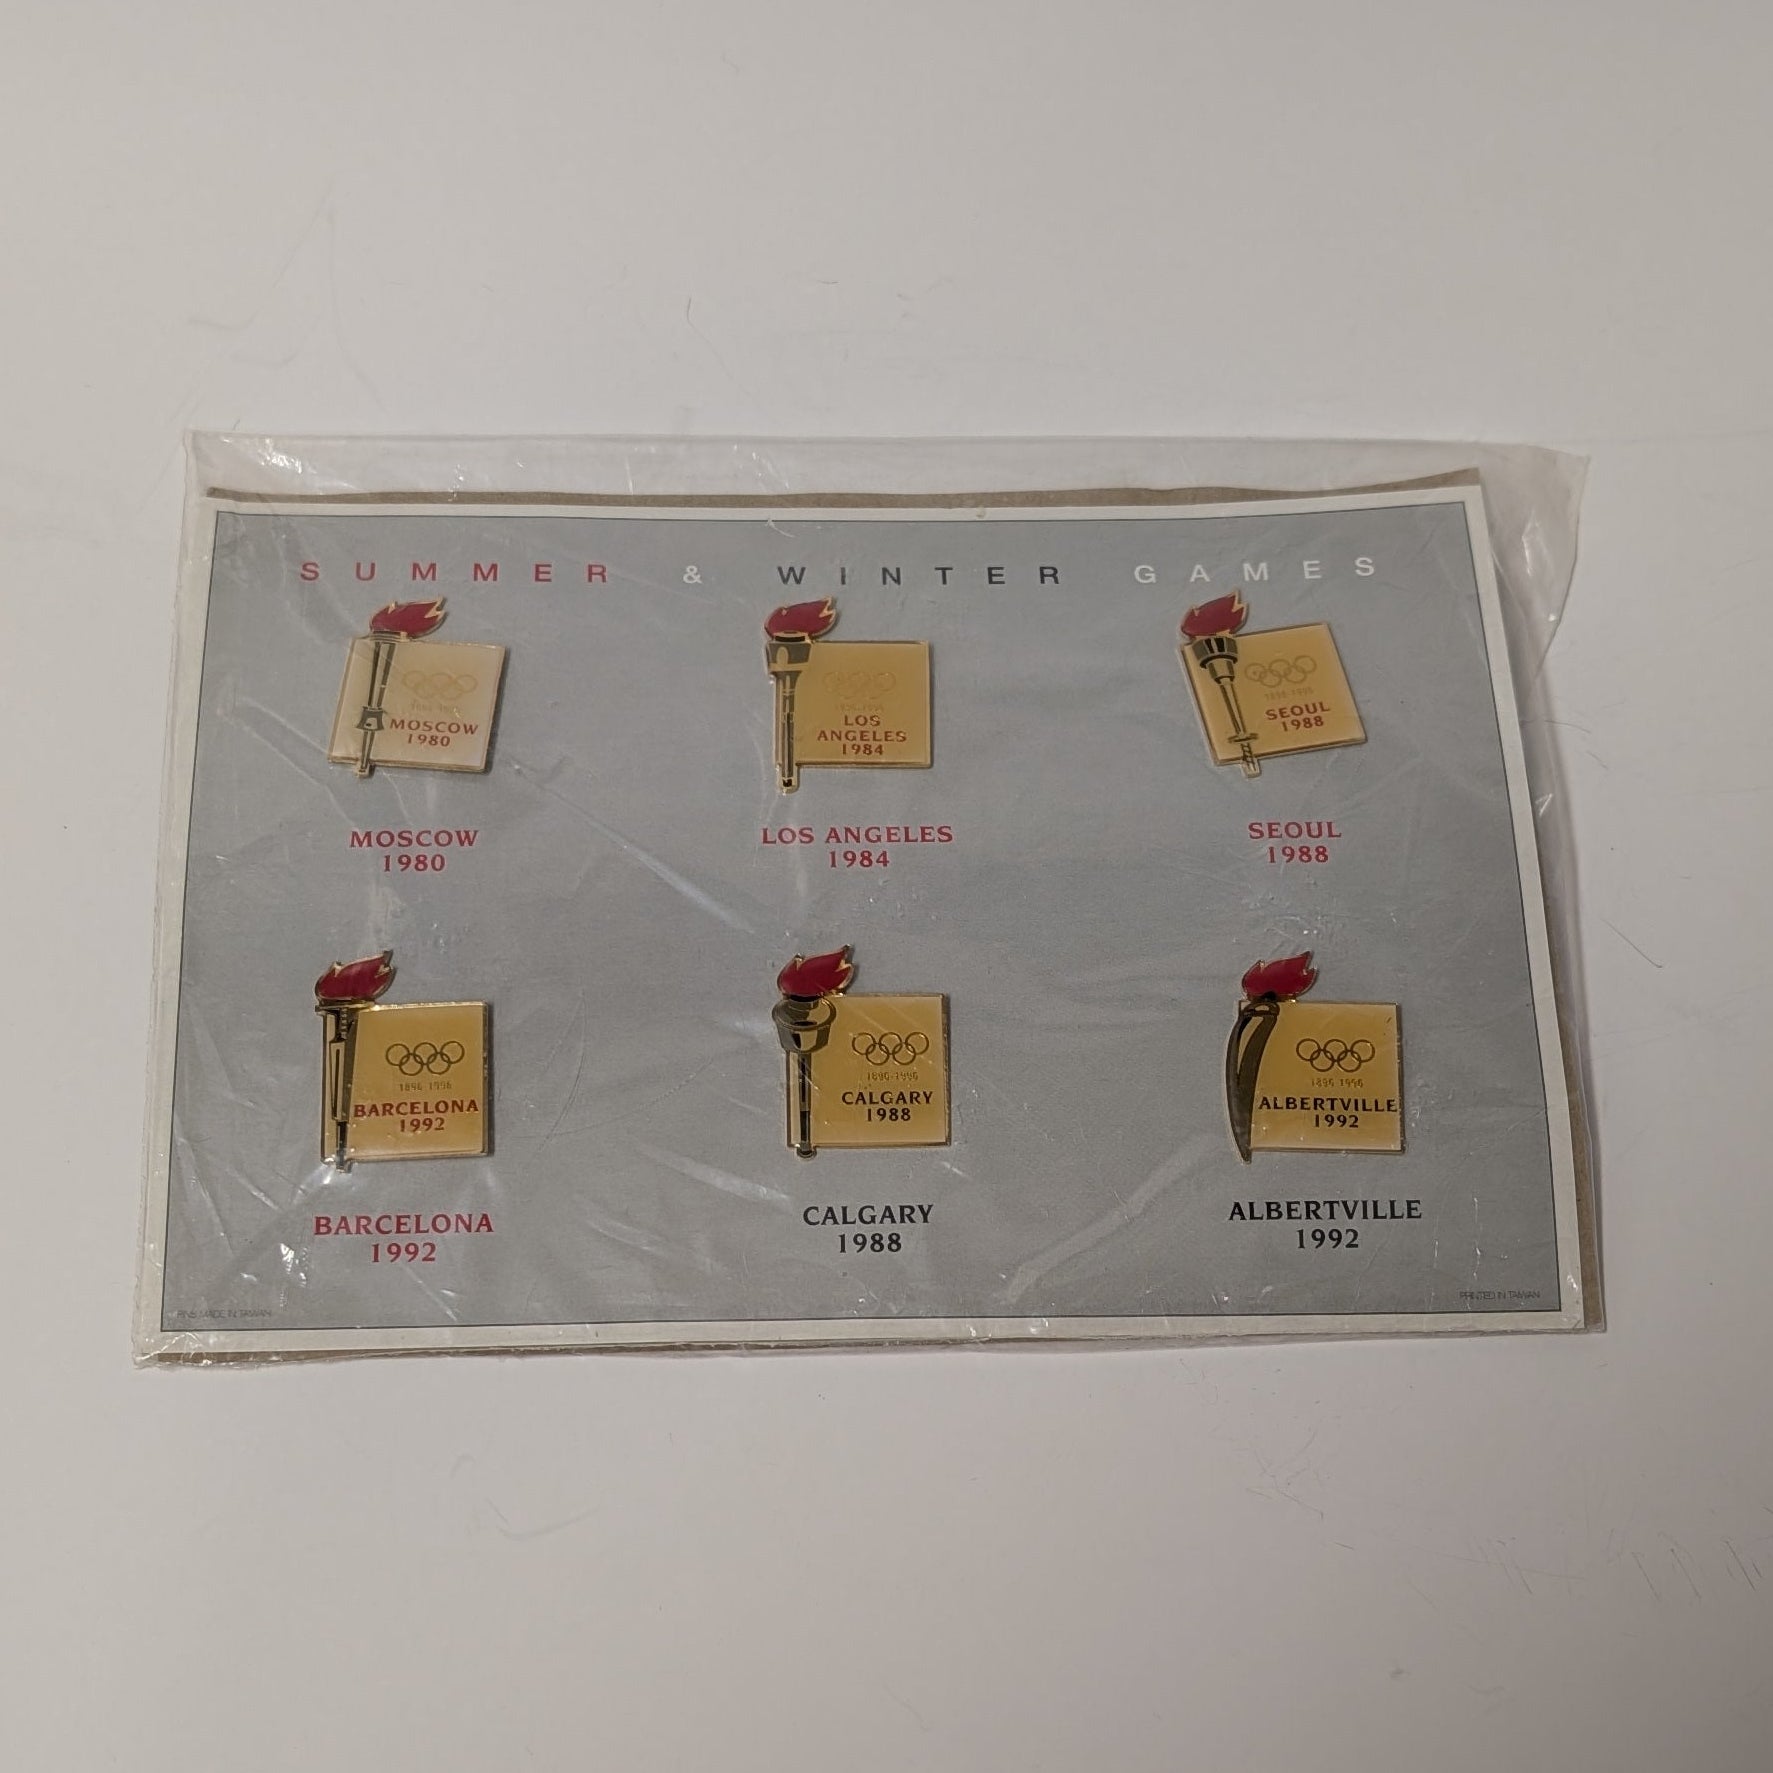 SUMMER & WINTER GAMES
MOSCOW
1980
LOS
ANGELES
1984
1896-1996
SEOUL
1988
MOSCOW
1980
LOS ANGELES
1984
SEOUL
1988
1896-1996
BARCELONA
1992
1896-1996
CALGARY
1988
1896-1996
ALBERTVILLE
1992
BARCELONA
1992
CALGARY
1988
ALBERTVILLE
1992
PINS MADE IN TAIWAN
PRINTED IN TAIWAN